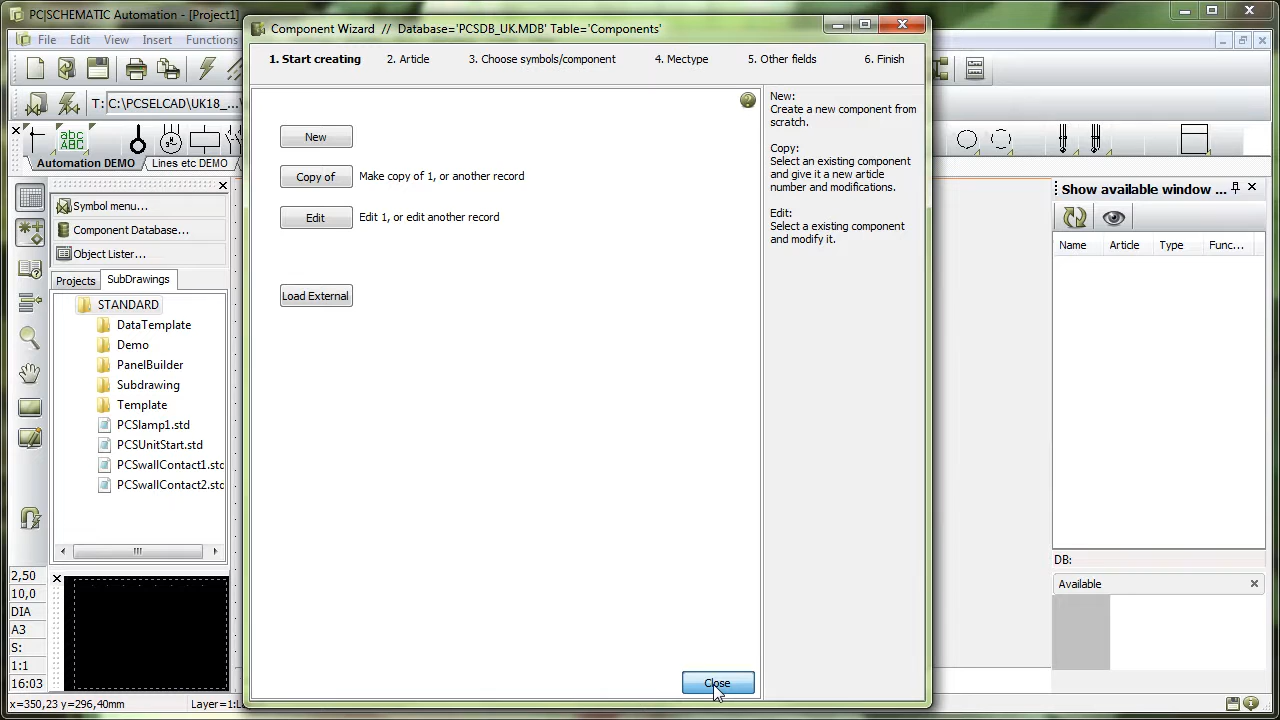 PC|SCHEMATIC Automation - [Project1]
File Edit View Insert Functions
T: C:\PCSELCAD\UK18_...
abc
ABC
Automation DEMO
Lines etc DEMO
Symbol menu...
Component Database...
Object Lister...
Projects
SubDrawings
STANDARD
DataTemplate
Demo
PanelBuilder
Subdrawing
Template
PCSlamp1.std
PCSUnitStart.std
PCSwallContact1.std
PCSwallContact2.std
2,50
10,0
DIA
A3
S:
1:1
16:03
x=350,23 y=296,40mm
Component Wizard // Database='PCSDB_UK.MDB' Table='Components'
1. Start creating
2. Article
3. Choose symbols/component
4. Mectype
5. Other fields
6. Finish
New
Copy of
Make copy of 1, or another record
Edit
Edit 1, or edit another record
Load External
Close
New:
Create a new component from
scratch.
Copy:
Select an existing component
and give it a new article
number and modifications.
Edit:
Select a existing component
and modify it.
Show available window ...
Name Article Type Func...
DB:
Available